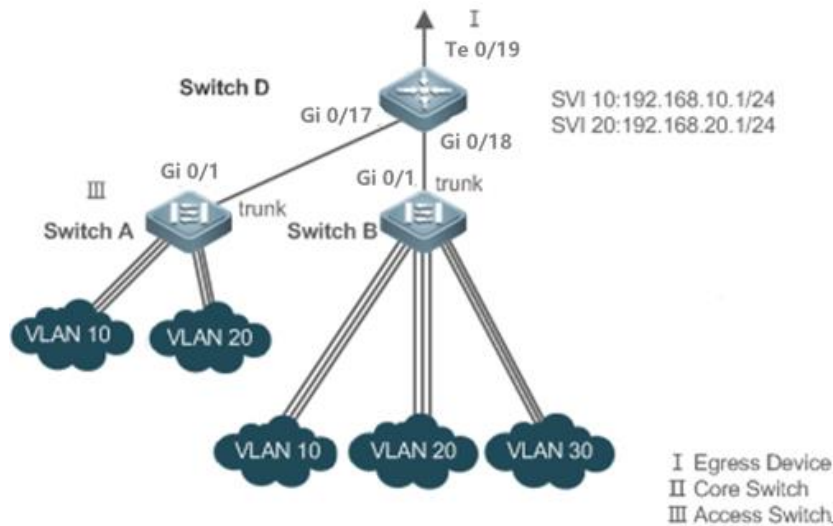 I
Te 0/19
Switch D
SVI 10:192.168.10.1/24
SVI 20:192.168.20.1/24
Gi 0/17
Gi 0/18
Gi 0/1
Gi 0/1
trunk
III
trunk
Switch A
Switch B
VLAN 10
VLAN 20
VLAN 10
VLAN 20
VLAN 30
I Egress Device
II Core Switch
III Access Switch